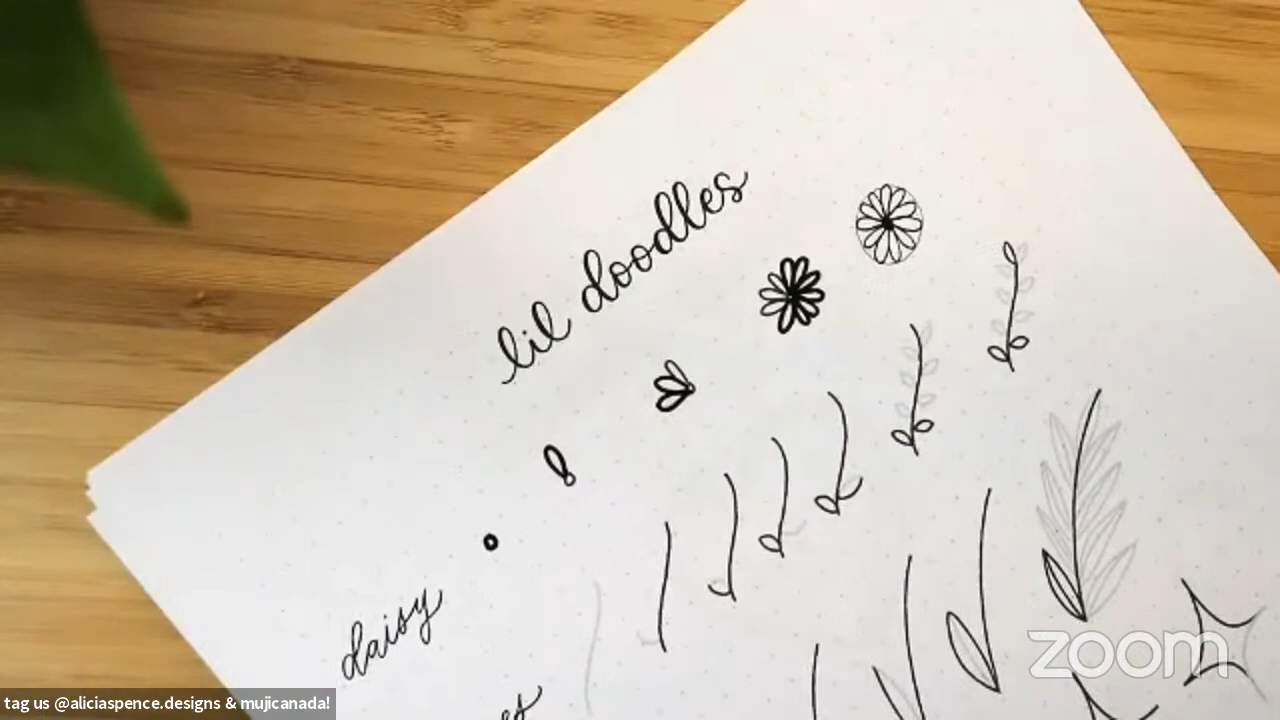 lil doodles
daisy
zoom
tag us @aliciaspence.designs & mujicanada!